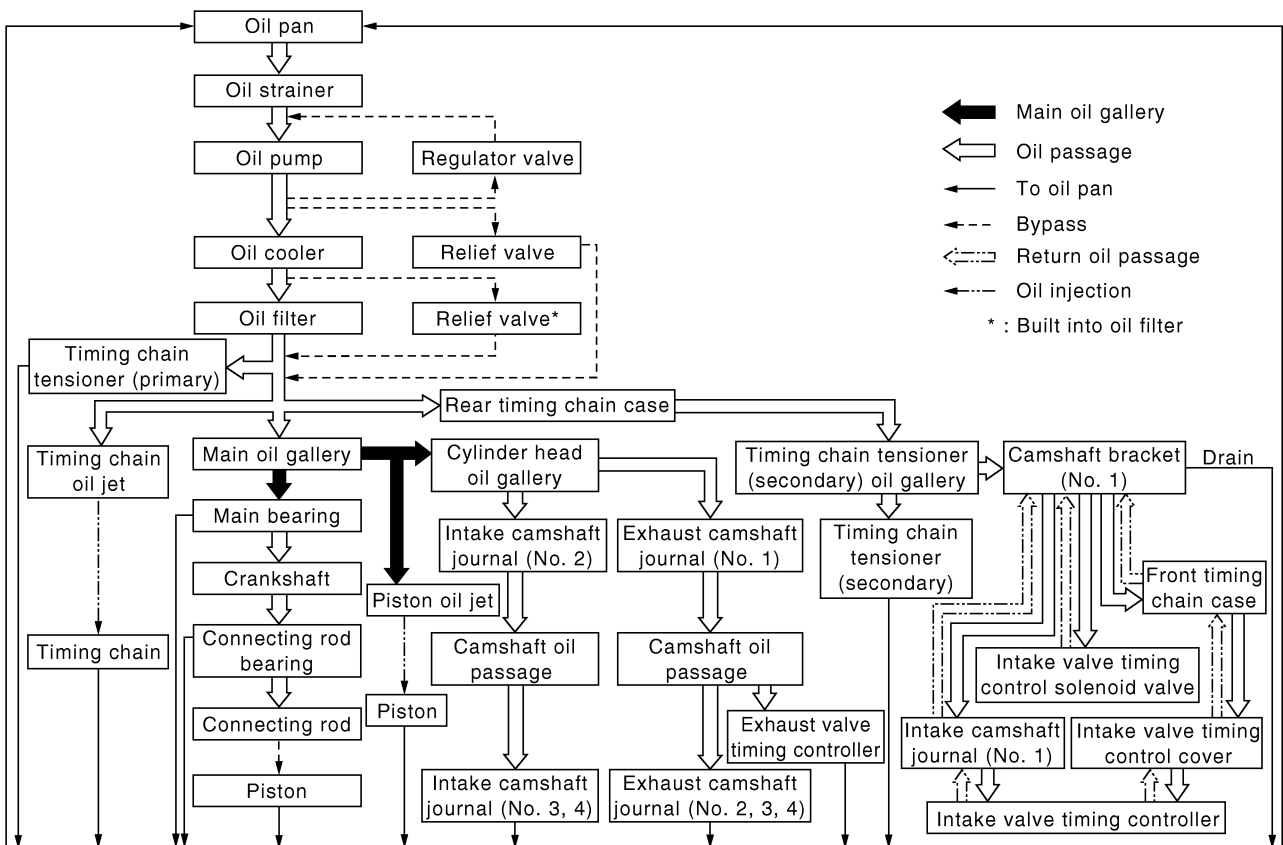 Oil pan
Oil strainer
Oil pump
Regulator valve
Oil cooler
Relief valve
Oil filter
Relief valve*
Main oil gallery
Oil passage
To oil pan
Bypass
Return oil passage
Oil injection
* : Built into oil filter
Timing chain
tensioner (primary)
Rear timing chain case
Timing chain
oil jet
Main oil gallery
Cylinder head
oil gallery
Timing chain tensioner
(secondary) oil gallery
Camshaft bracket
(No. 1)
Drain
Main bearing
Intake camshaft
journal (No. 2)
Exhaust camshaft
journal (No. 1)
Timing chain
tensioner
(secondary)
Crankshaft
Piston oil jet
Front timing
chain case
Timing chain
Connecting rod
bearing
Camshaft oil
passage
Camshaft oil
passage
Intake valve timing
control solenoid valve
Connecting rod
Piston
Exhaust valve
timing controller
Intake camshaft
journal (No. 1)
Intake valve timing
control cover
Piston
Intake camshaft
journal (No. 3, 4)
Exhaust camshaft
journal (No. 2, 3, 4)
Intake valve timing controller